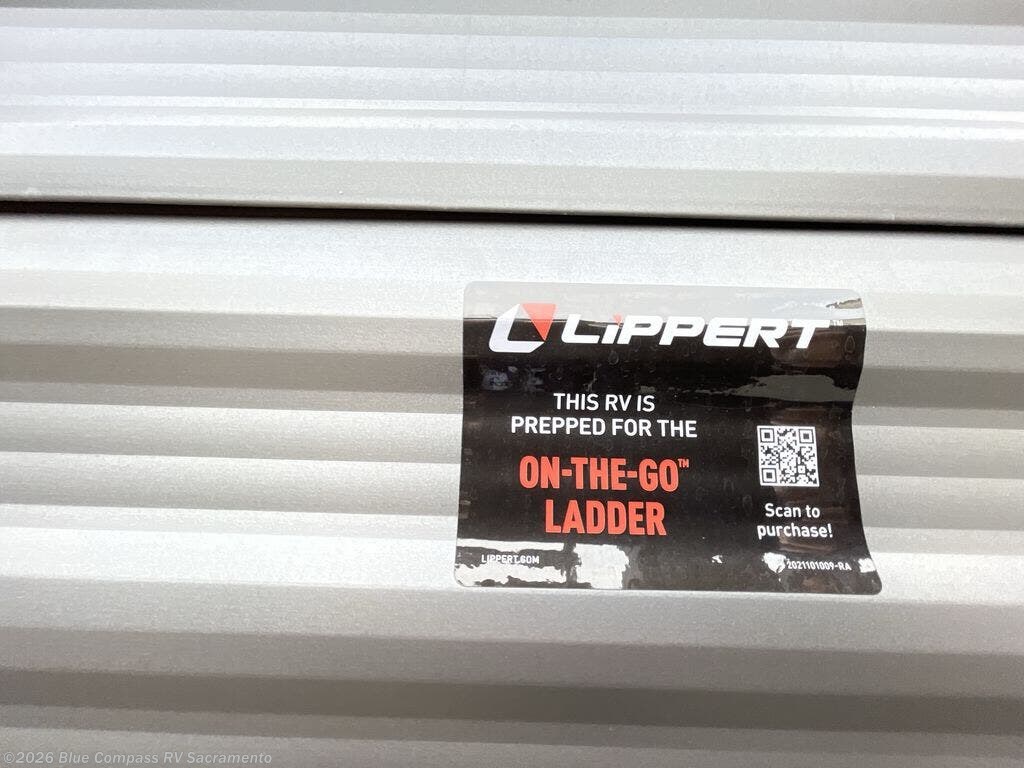 LiPPERT™
THIS RV IS
PREPPED FOR THE
ON-THE-GO™
LADDER
Scan to
purchase!
LIPPERT.COM
2021101009-RA
©2026 Blue Compass RV Sacramento